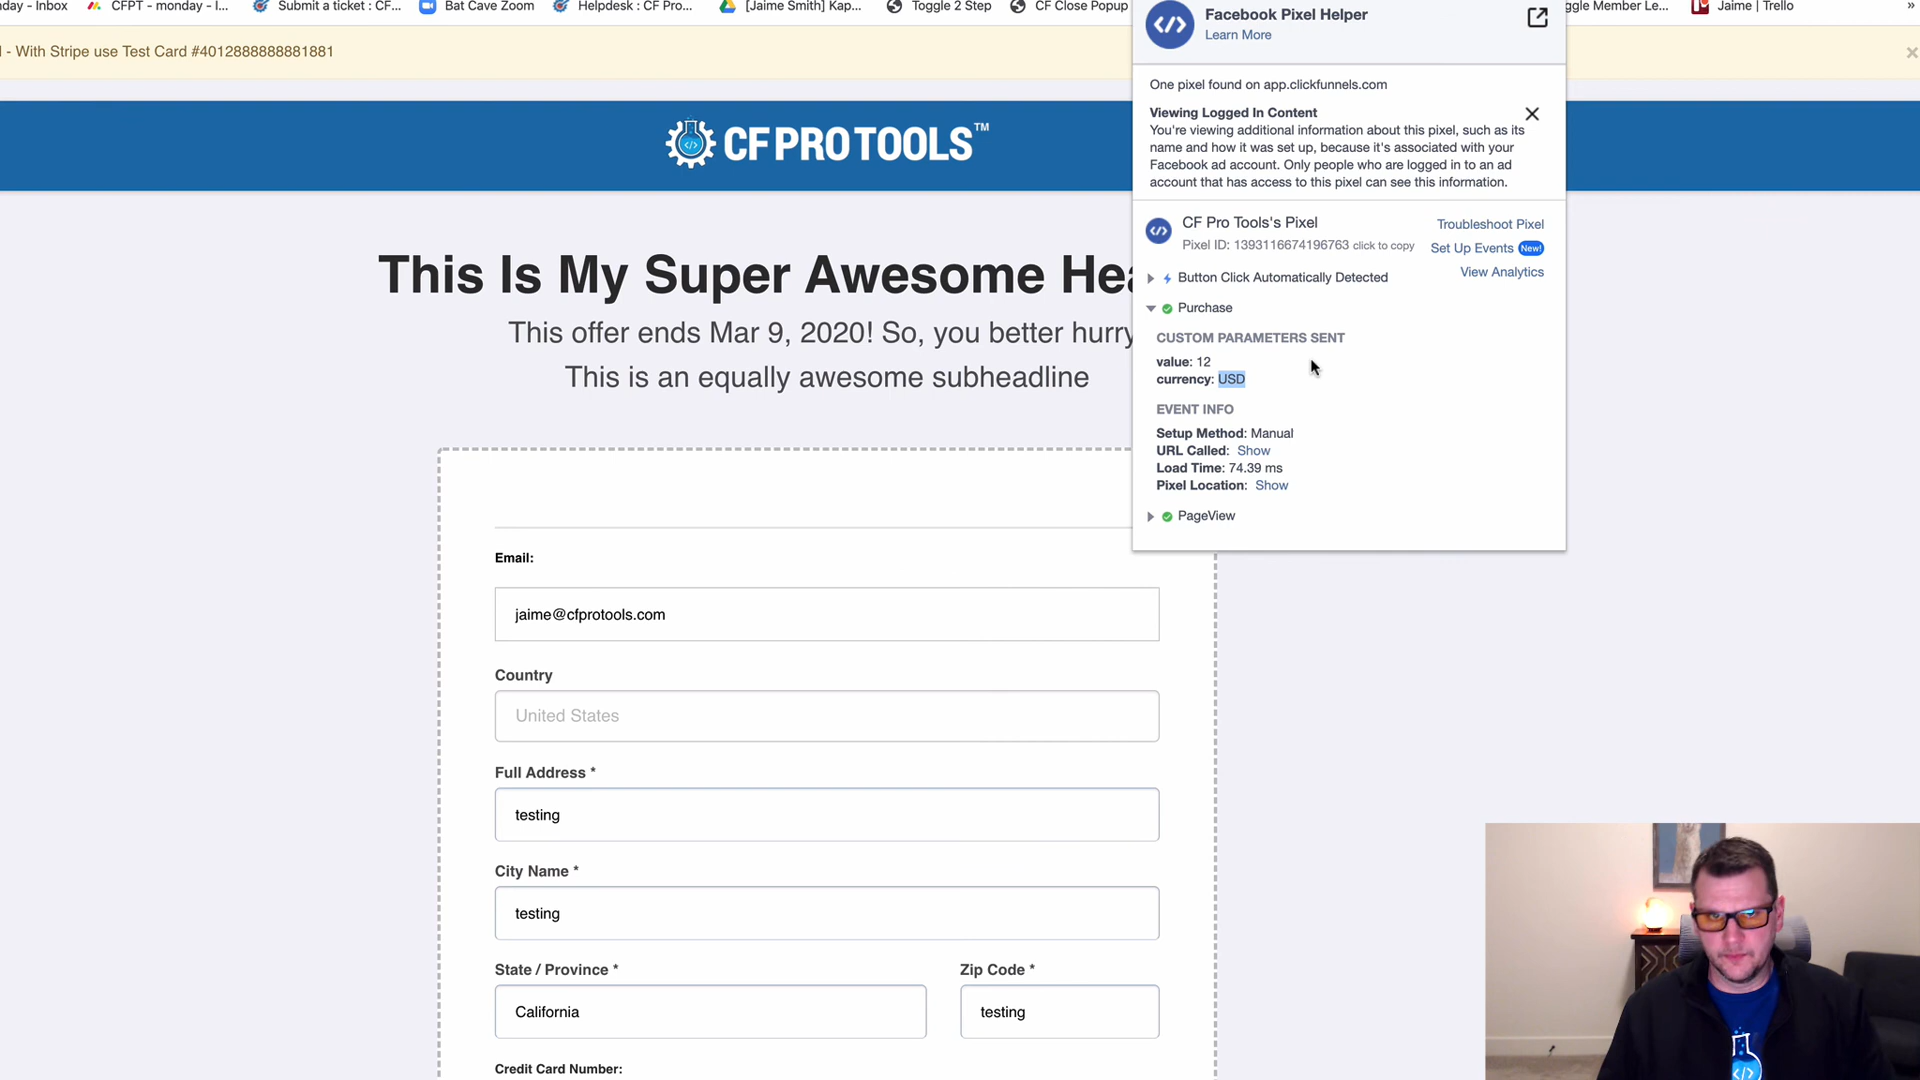 day - Inbox
CFPT - monday - I...
Submit a ticket : CF...
Bat Cave Zoom
Helpdesk : CF Pro...
[Jaime Smith] Kap...
Toggle 2 Step
CF Close Popup
ggle Member Le...
Jaime | Trello
»
- With Stripe use Test Card #4012888888881881
×
CF PRO TOOLS™
This Is My Super Awesome Hea
This offer ends Mar 9, 2020! So, you better hurry
This is an equally awesome subheadline
Facebook Pixel Helper
Learn More
One pixel found on app.clickfunnels.com
Viewing Logged In Content
You're viewing additional information about this pixel, such as its
name and how it was set up, because it's associated with your
Facebook ad account. Only people who are logged in to an ad
account that has access to this pixel can see this information.
CF Pro Tools's Pixel
Troubleshoot Pixel
Pixel ID: 1393116674196763 click to copy
Set Up Events New!
View Analytics
Button Click Automatically Detected
Purchase
CUSTOM PARAMETERS SENT
value: 12
currency: USD
EVENT INFO
Setup Method: Manual
URL Called: Show
Load Time: 74.39 ms
Pixel Location: Show
PageView
Email:
jaime@cfprotools.com
Country
United States
Full Address *
testing
City Name *
testing
State / Province *
Zip Code *
California
testing
Credit Card Number: